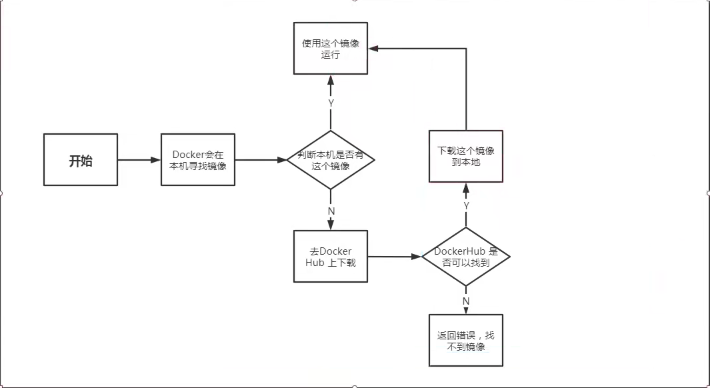 使用这个镜像
运行
Y
开始
Docker会在
本机寻找镜像
判断本机是否有
这个镜像
下载这个镜像
到本地
N
Y
去Docker
Hub 上下载
DockerHub 是
否可以找到
N
返回错误，找
不到镜像